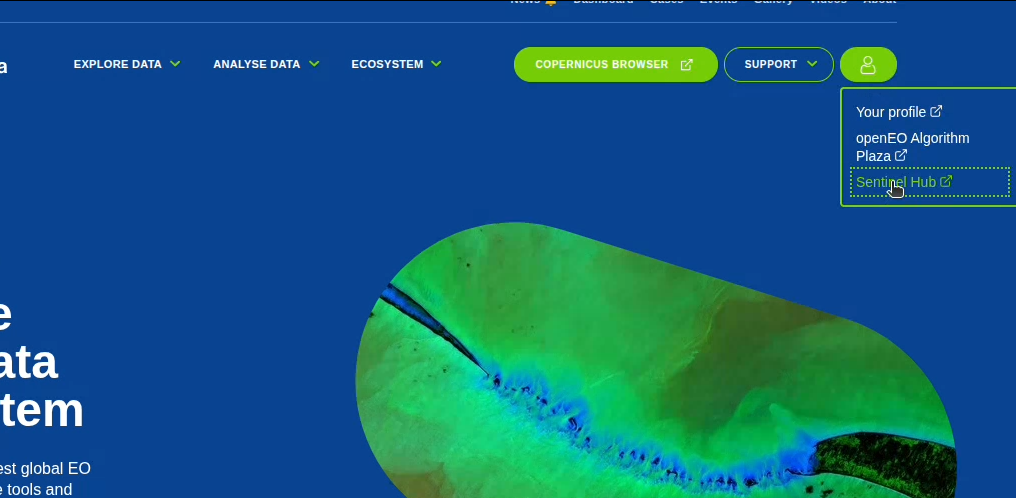 News Dashboard Cases Events Gallery Videos About
a EXPLORE DATA ANALYSE DATA ECOSYSTEM COPERNICUS BROWSER SUPPORT
Your profile
openEO Algorithm
Plaza
Sentinel Hub
e
ata
tem
est global EO
e tools and